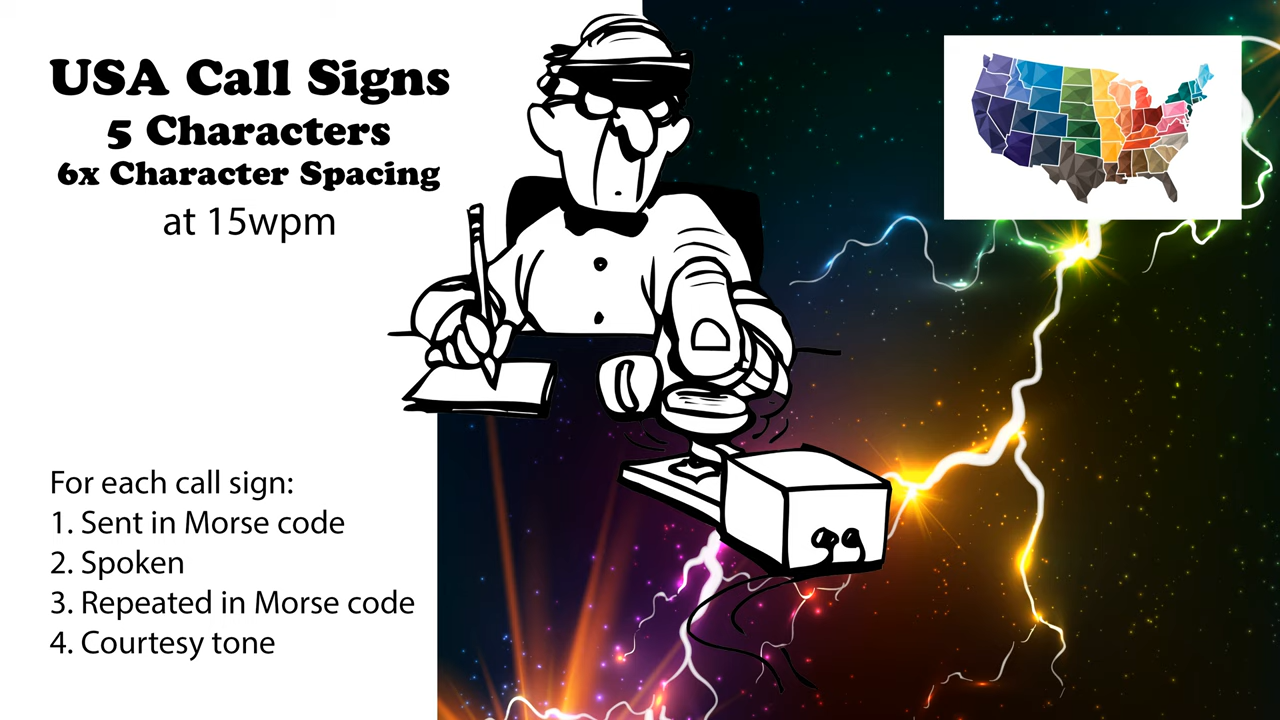 USA Call Signs
5 Characters
6x Character Spacing
at 15wpm
For each call sign:
1. Sent in Morse code
2. Spoken
3. Repeated in Morse code
4. Courtesy tone